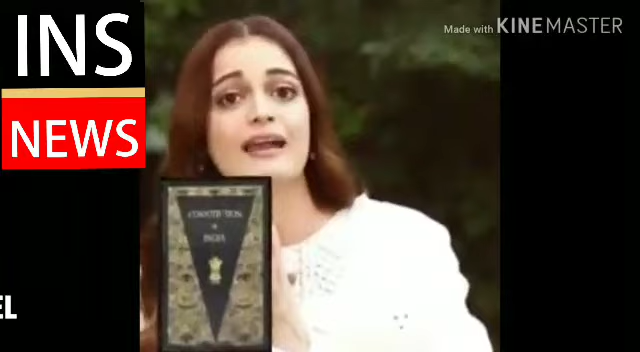 INS
NEWS
Made with KINEMASTER
CONSTITUTION
INDIA
EL